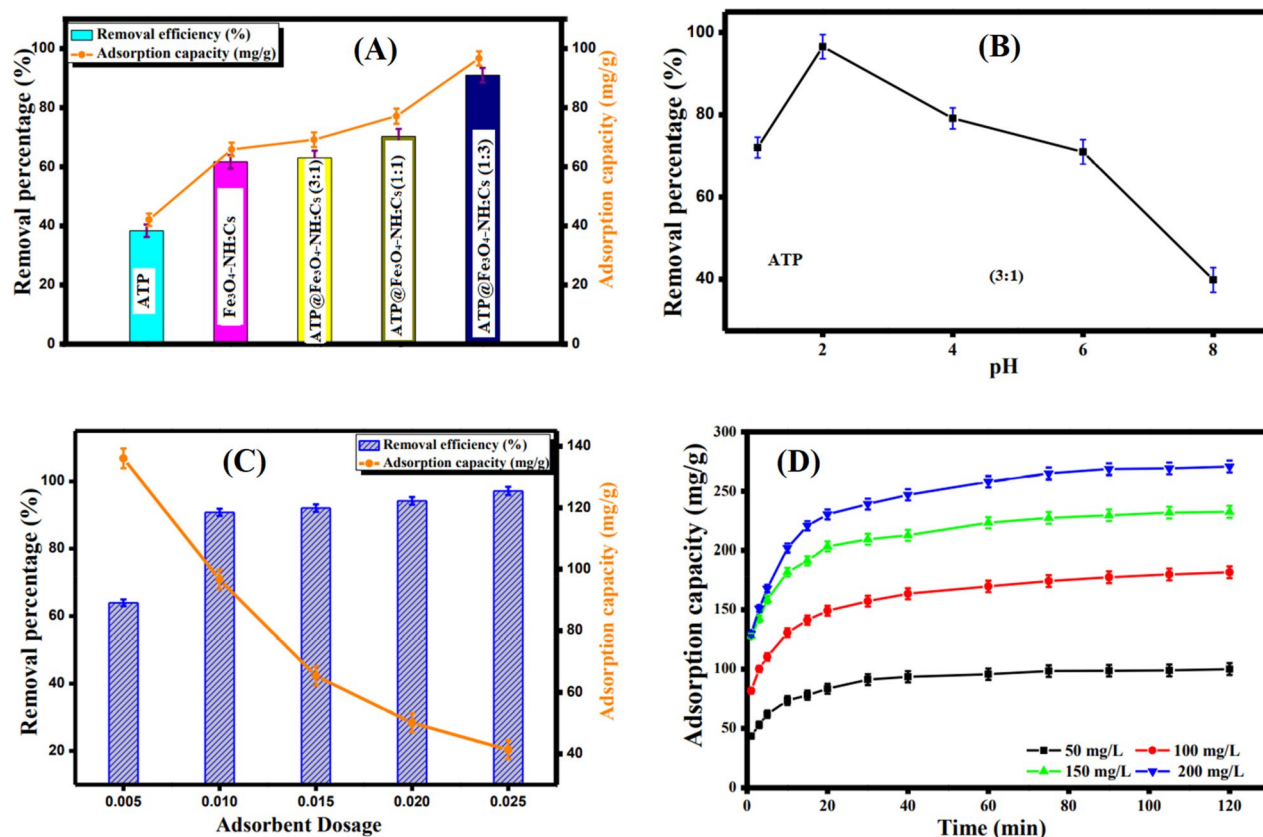 Removal efficiency (%)
Adsorption capacity (mg/g)
(A)
Removal percentage (%)
Adsorption capacity (mg/g)
100
80
60
40
20
0
100
80
60
40
20
0
ATP
Fe₃O₄-NH₂Cs
ATP@Fe₃O₄-NH₂Cs (3:1)
ATP@Fe₃O₄-NH₂Cs (1:1)
ATP@Fe₃O₄-NH₂Cs (1:3)
(B)
Removal percentage (%)
100
80
60
40
ATP
(3:1)
2
4
6
8
pH
(C)
Removal efficiency (%)
Adsorption capacity (mg/g)
Removal percentage (%)
Adsorption capacity (mg/g)
100
80
60
40
20
140
120
100
80
60
40
0.005
0.010
0.015
0.020
0.025
Adsorbent Dosage
(D)
Adsorption capacity (mg/g)
300
250
200
150
100
50
0
50 mg/L
100 mg/L
150 mg/L
200 mg/L
0
20
40
60
80
100
120
Time (min)